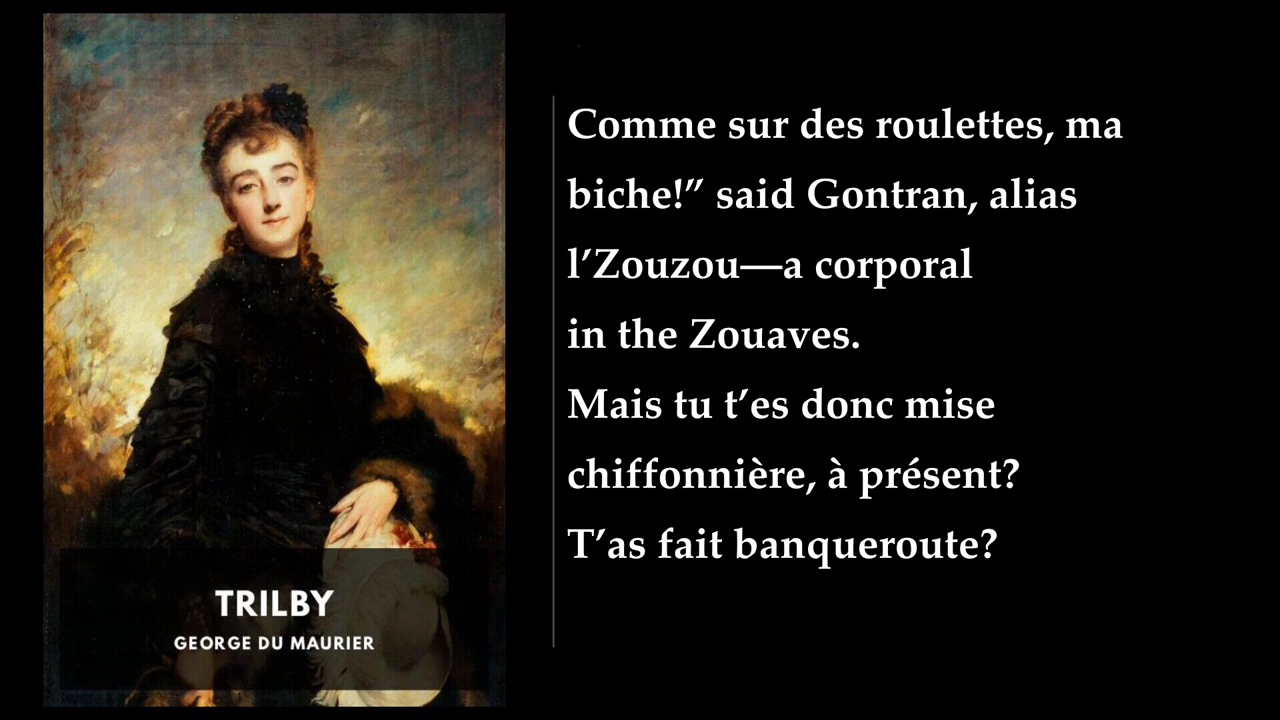 Comme sur des roulettes, ma
biche!” said Gontran, alias
l’Zouzou—a corporal
in the Zouaves.
Mais tu t’es donc mise
chiffonnière, à présent?
T’as fait banqueroute?
TRILBY
GEORGE DU MAURIER